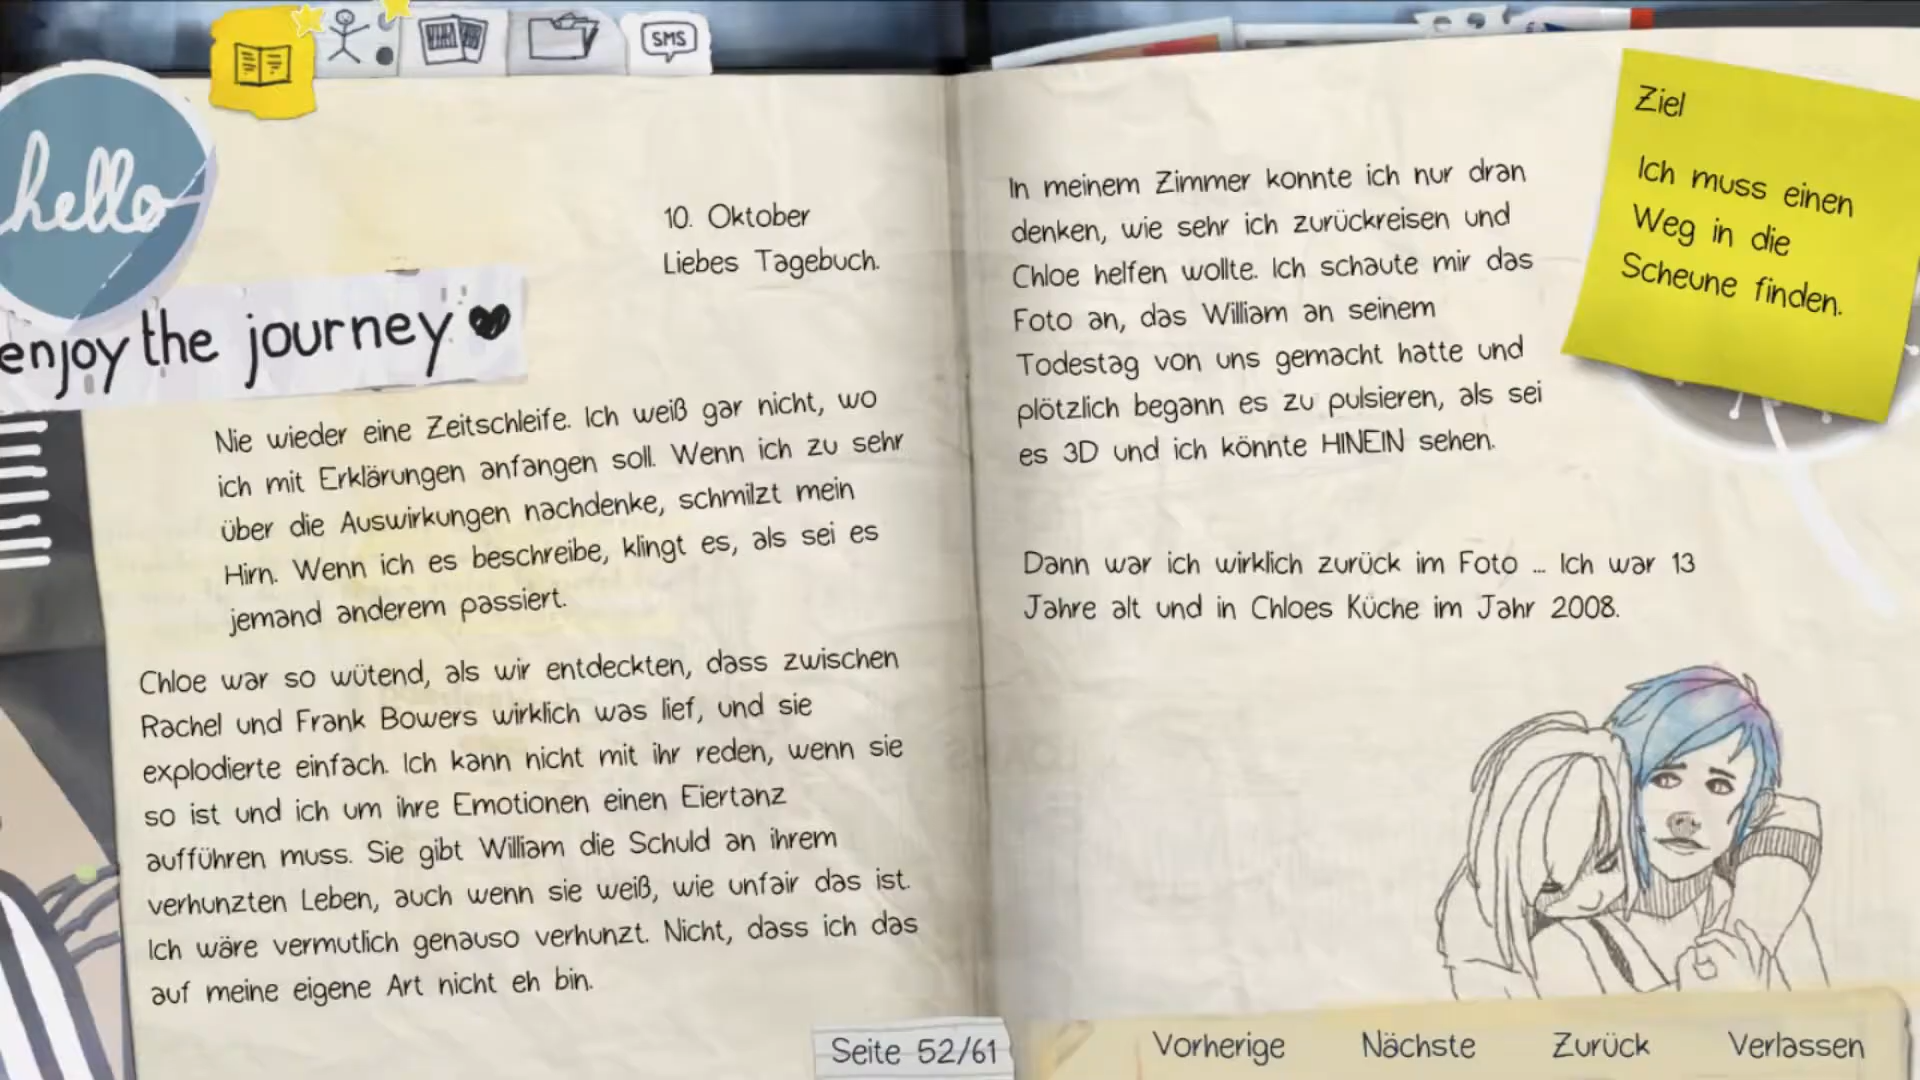 SMS
hello
enjoy the journey
10. Oktober
Liebes Tagebuch.
Nie wieder eine Zeitschleife. Ich weiß gar nicht, wo
ich mit Erklärungen anfangen soll. Wenn ich zu sehr
über die Auswirkungen nachdenke, schmilzt mein
Hirn. Wenn ich es beschreibe, klingt es, als sei es
jemand anderem passiert.
Chloe war so wütend, als wir entdeckten, dass zwischen
Rachel und Frank Bowers wirklich was lief, und sie
explodierte einfach. Ich kann nicht mit ihr reden, wenn sie
so ist und ich um ihre Emotionen einen Eiertanz
aufführen muss. Sie gibt William die Schuld an ihrem
verhunzten Leben, auch wenn sie weiß, wie unfair das ist.
Ich wäre vermutlich genauso verhunzt. Nicht, dass ich das
auf meine eigene Art nicht eh bin.
In meinem Zimmer konnte ich nur dran
denken, wie sehr ich zurückreisen und
Chloe helfen wollte. Ich schaute mir das
Foto an, das William an seinem
Todestag von uns gemacht hatte und
plötzlich begann es zu pulsieren, als sei
es 3D und ich könnte HINEIN sehen.
Dann war ich wirklich zurück im Foto ... Ich war 13
Jahre alt und in Chloes Küche im Jahr 2008.
Ziel
Ich muss einen
Weg in die
Scheune finden.
Seite 52/61
Vorherige
Nächste
Zurück
Verlassen